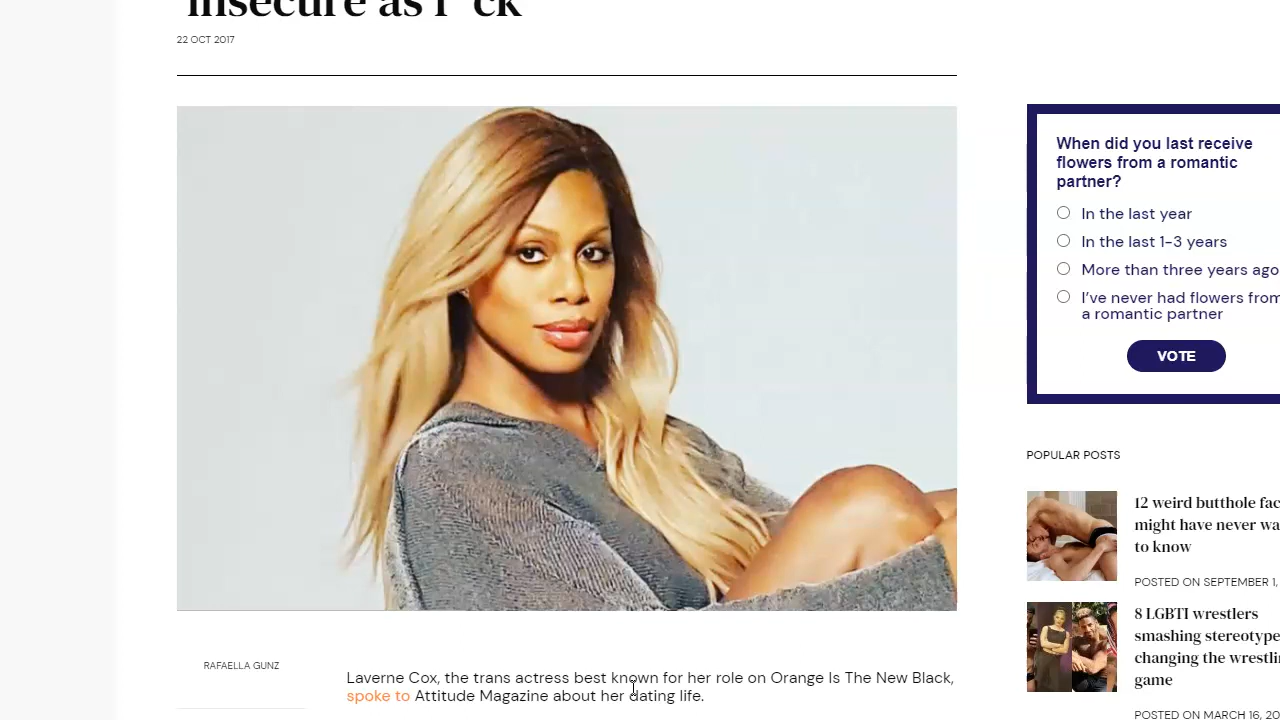 insecure as f**ck
22 OCT 2017
When did you last receive
flowers from a romantic
partner?
In the last year
In the last 1-3 years
More than three years ago
I've never had flowers from
a romantic partner
VOTE
POPULAR POSTS
12 weird butthole fac
might have never wa
to know
POSTED ON SEPTEMBER 1,
8 LGBTI wrestlers
smashing stereotype
changing the wrestli
game
POSTED ON MARCH 16, 20
RAFAELLA GUNZ
Laverne Cox, the trans actress best known for her role on Orange Is The New Black,
spoke to Attitude Magazine about her dating life.